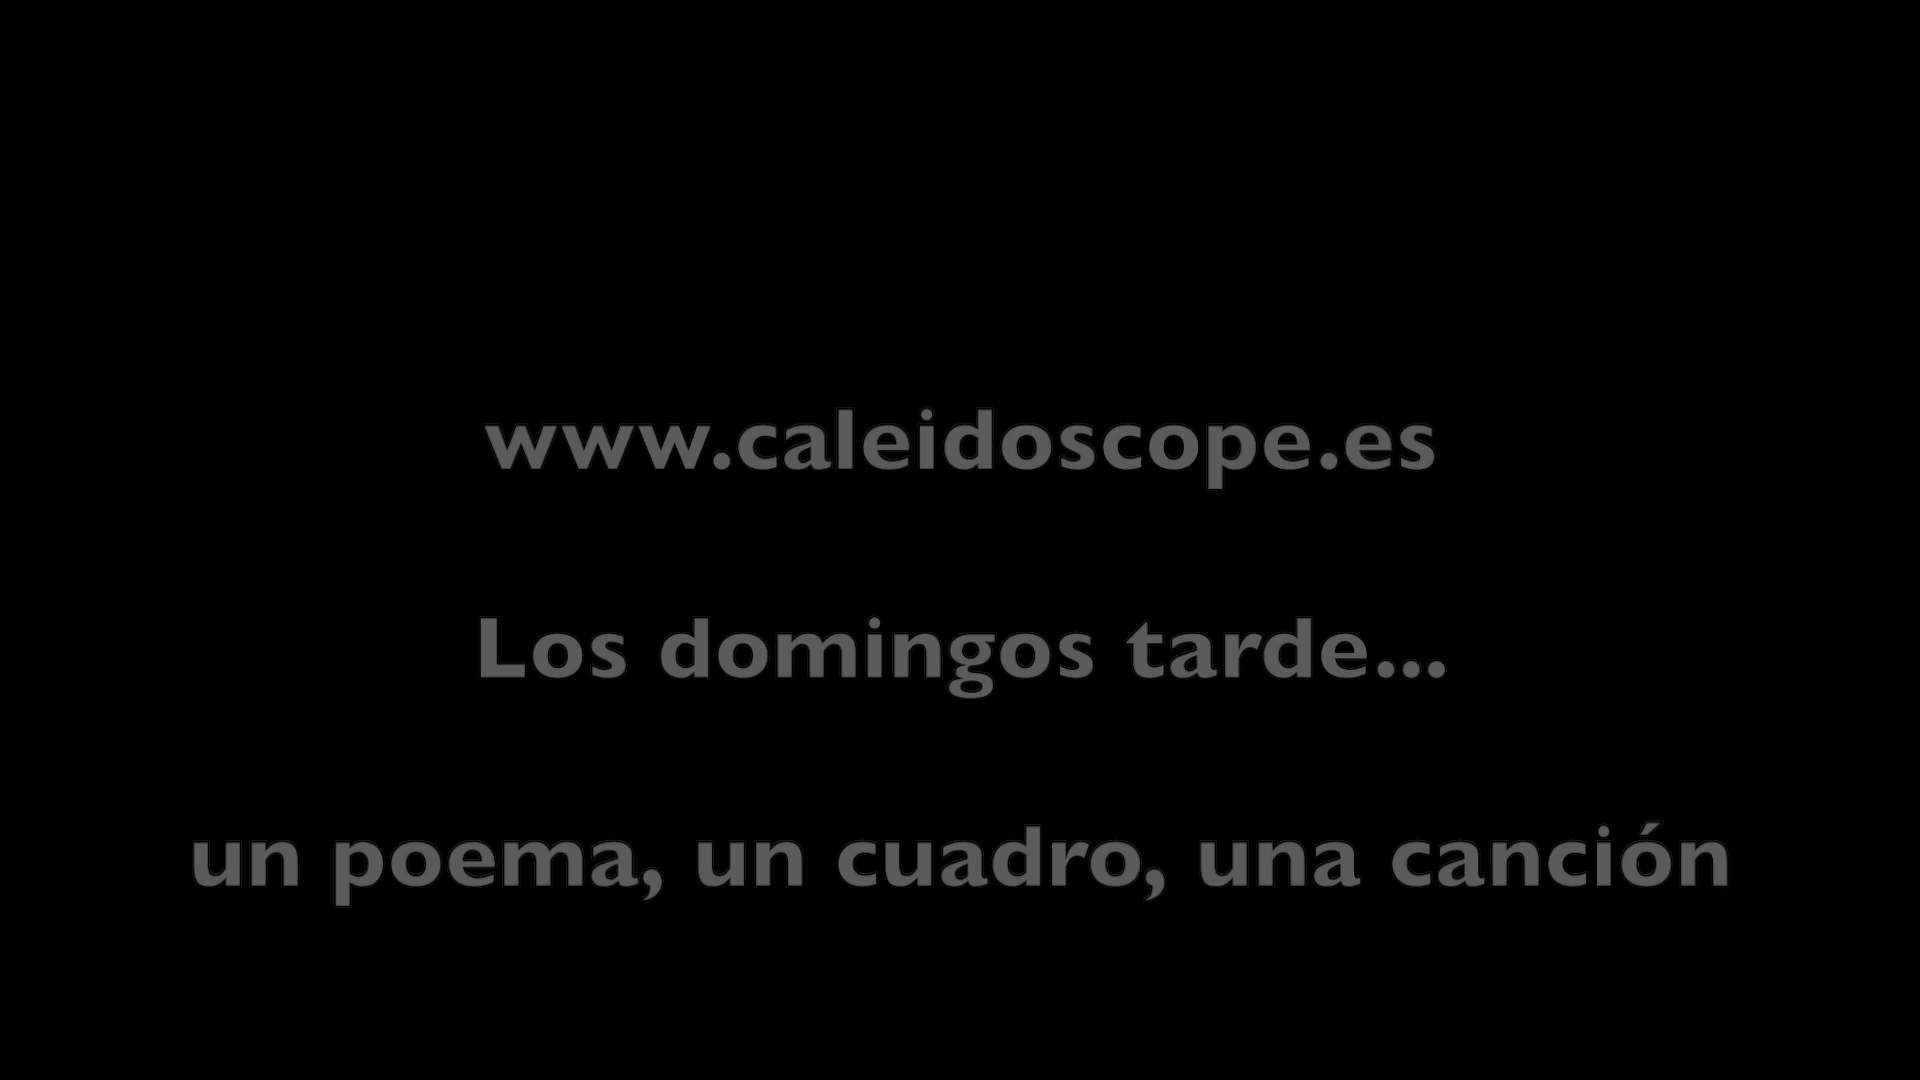 www.caleidoscope.es
Los domingos tarde...
un poema, un cuadro, una canción